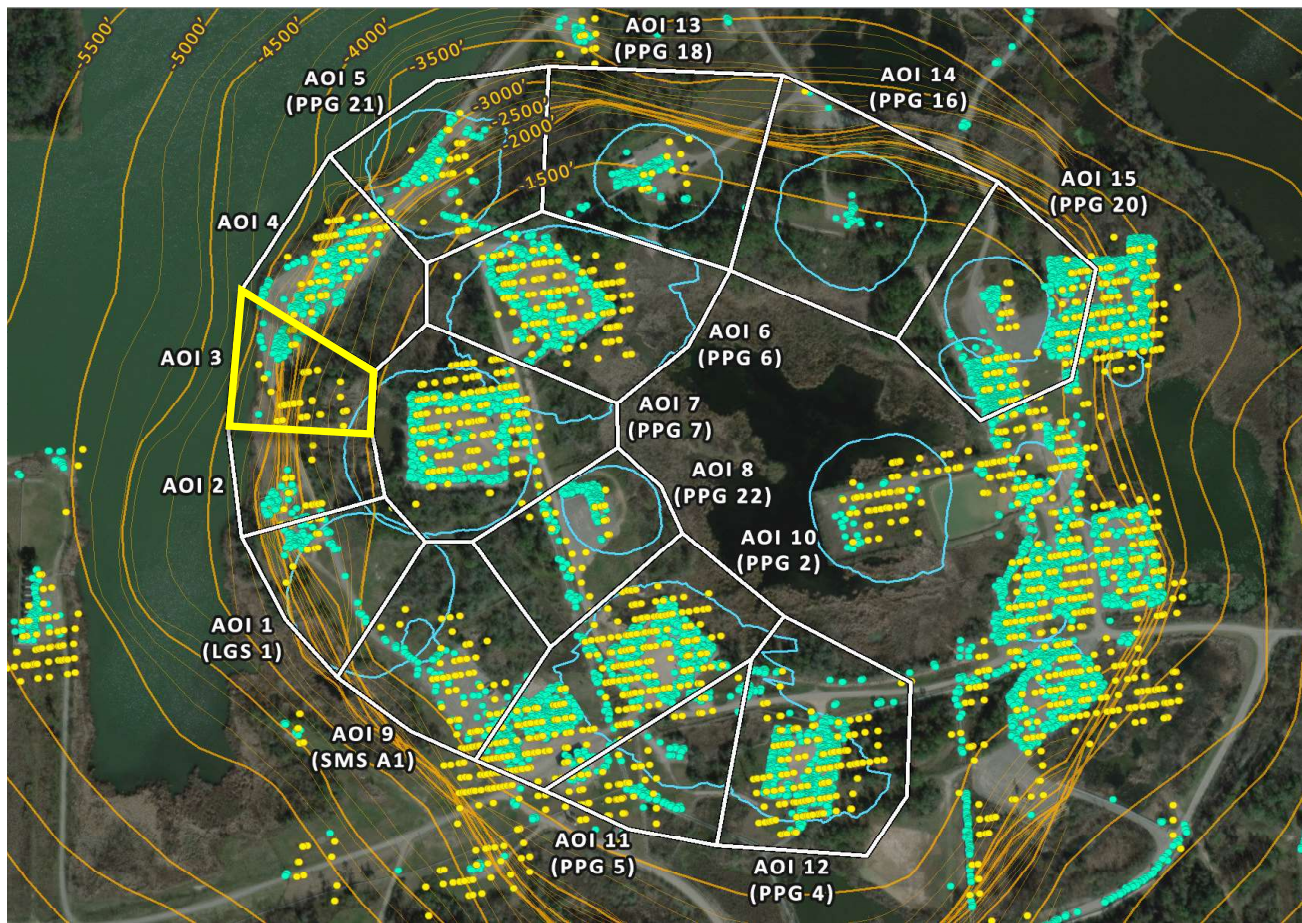 -5500'
-5000'
-4500'
-4000'
-3500'
-3000'
-2500'
-2000'
-1500'
AOI 13
(PPG 18)
AOI 5
(PPG 21)
AOI 14
(PPG 16)
AOI 15
(PPG 20)
AOI 4
AOI 3
AOI 6
(PPG 6)
AOI 7
(PPG 7)
AOI 2
AOI 8
(PPG 22)
AOI 10
(PPG 2)
AOI 1
(LGS 1)
AOI 9
(SMS A1)
AOI 11
(PPG 5)
AOI 12
(PPG 4)